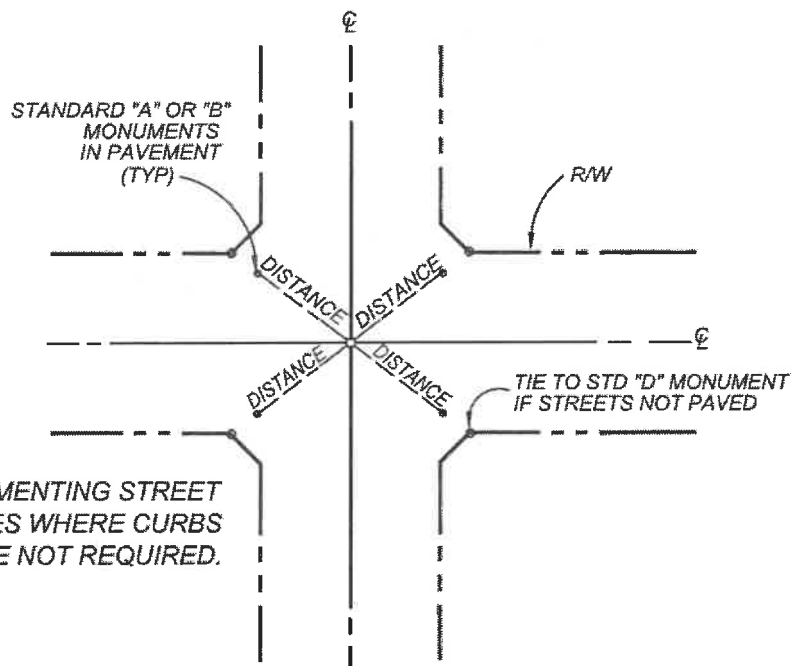 ℄
STANDARD "A" OR "B"
MONUMENTS
IN PAVEMENT
(TYP)
R/W
DISTANCE
DISTANCE
℄
DISTANCE
DISTANCE
TIE TO STD "D" MONUMENT
IF STREETS NOT PAVED
MENTING STREET
ES WHERE CURBS
E NOT REQUIRED.